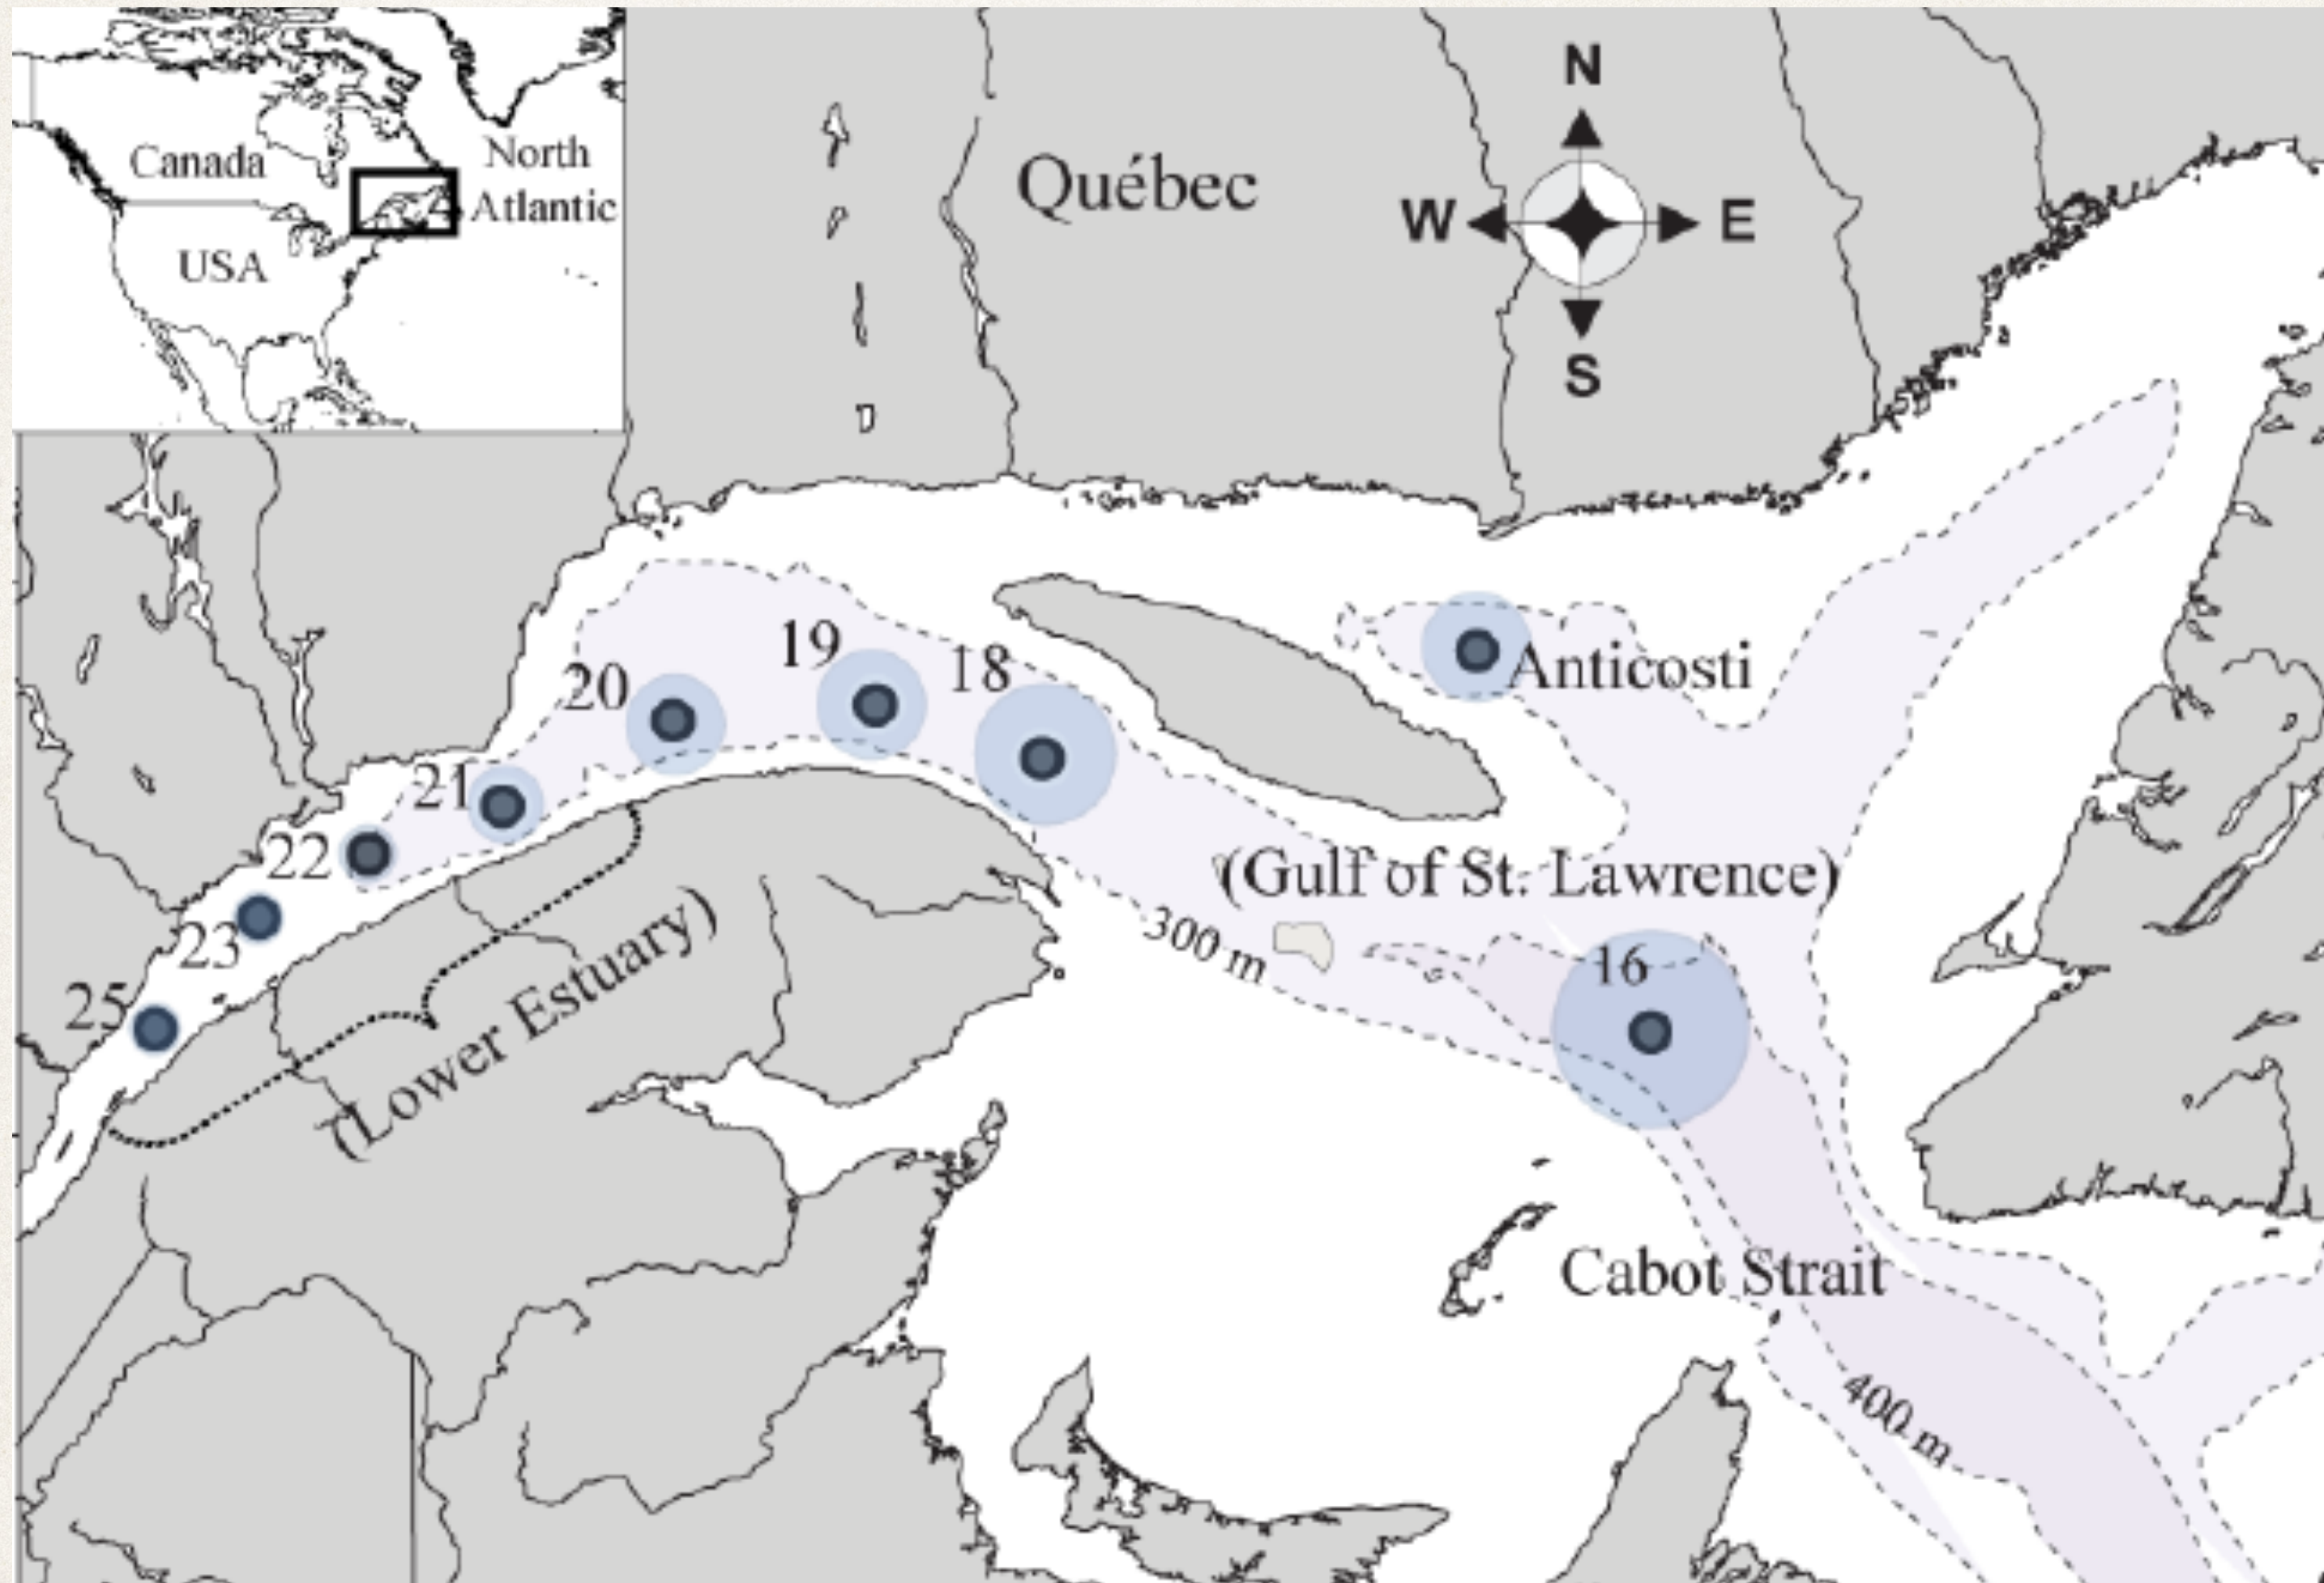 Canada
North
Atlantic
USA
Québec
N
W
E
S
19
18
20
Anticosti
21
22
(Gulf of St. Lawrence)
23
300 m
16
25
(Lower Estuary)
Cabot Strait
400 m